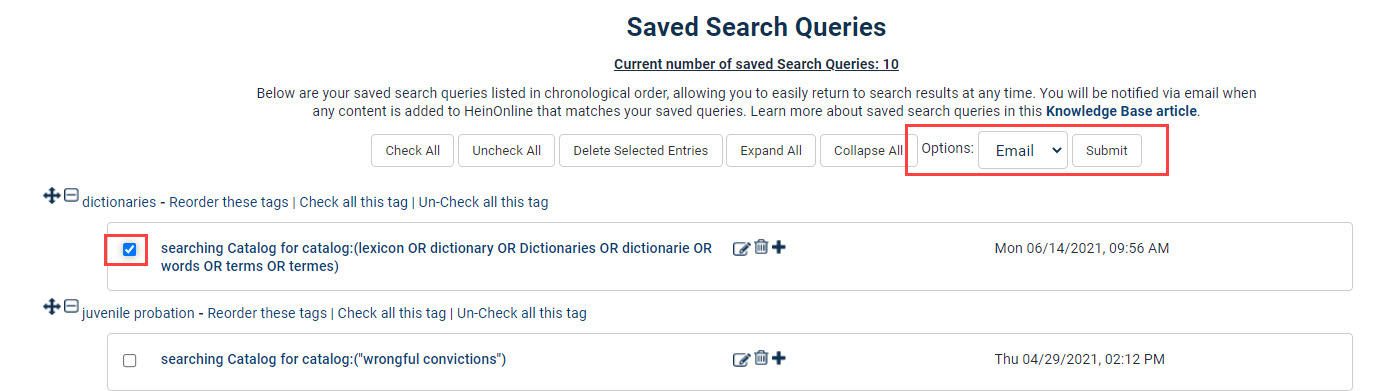 Saved Search Queries
Current number of saved Search Queries: 10
Below are your saved search queries listed in chronological order, allowing you to easily return to search results at any time. You will be notified via email when
any content is added to HeinOnline that matches your saved queries. Learn more about saved search queries in this Knowledge Base article.
Check All Uncheck All Delete Selected Entries Expand All Collapse All Options: Email Submit
dictionaries - Reorder these tags | Check all this tag | Un-Check all this tag
searching Catalog for catalog:(lexicon OR dictionary OR Dictionaries OR dictionarie OR Mon 06/14/2021, 09:56 AM
words OR terms OR termes)
juvenile probation - Reorder these tags | Check all this tag | Un-Check all this tag
searching Catalog for catalog:("wrongful convictions") Thu 04/29/2021, 02:12 PM